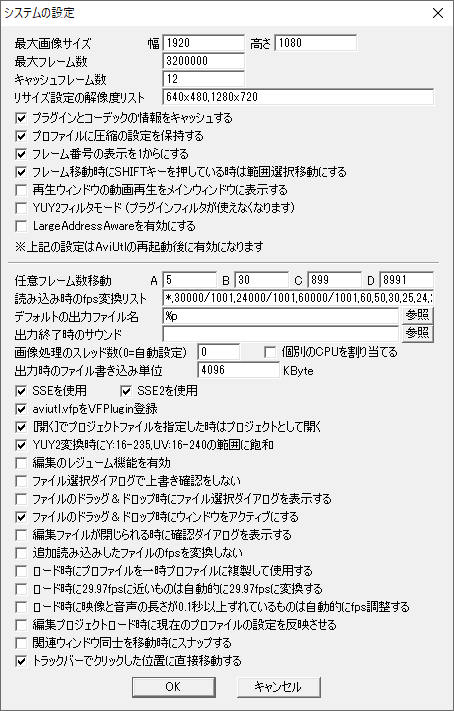 システムの設定
最大画像サイズ 幅 1920 高さ 1080
最大フレーム数 3200000
キャッシュフレーム数 12
リサイズ設定の解像度リスト 640x480,1280x720
プラグインとコーデックの情報をキャッシュする
プロファイルに圧縮の設定を保持する
フレーム番号の表示を1からにする
フレーム移動時にSHIFTキーを押している時は範囲選択移動にする
再生ウィンドウの動画再生をメインウィンドウに表示する
YUY2フィルタモード (プラグインフィルタが使えなくなります)
LargeAddressAwareを有効にする
※上記の設定はAviUtlの再起動後に有効になります
任意フレーム数移動 A 5 B 30 C 899 D 8991
読み込み時のfps変換リスト *,30000/1001,24000/1001,60000/1001,60,50,30,25,24,
デフォルトの出力ファイル名 %p 参照
出力終了時のサウンド 参照
画像処理のスレッド数(0=自動設定) 0 個別のCPUを割り当てる
出力時のファイル書き込み単位 4096 KByte
SSEを使用 SSE2を使用
aviutl.vfpをVFPlugin登録
[開く]でプロジェクトファイルを指定した時はプロジェクトとして開く
YUY2変換時にY:16-235,UV:16-240の範囲に飽和
編集のレジューム機能を有効
ファイル選択ダイアログで上書き確認をしない
ファイルのドラッグ&ドロップ時にファイル選択ダイアログを表示する
ファイルのドラッグ&ドロップ時にウィンドウをアクティブにする
編集ファイルが閉じられる時に確認ダイアログを表示する
追加読み込みしたファイルのfpsを変換しない
ロード時にプロファイルを一時プロファイルに複製して使用する
ロード時に29.97fpsに近いものは自動的に29.97fpsに変換する
ロード時に映像と音声の長さが0.1秒以上ずれているものは自動的にfps調整する
編集プロジェクトロード時に現在のプロファイルの設定を反映させる
関連ウィンドウ同士を移動時にスナップする
トラックバーでクリックした位置に直接移動する
OK キャンセル